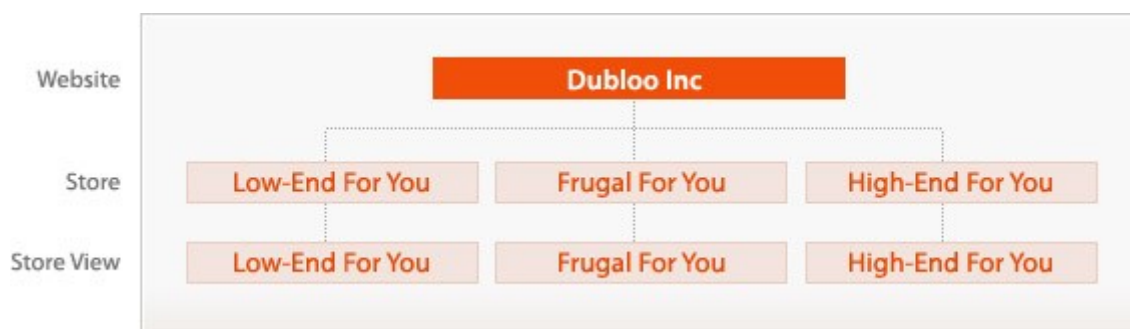 Website
Dubloo Inc
Store
Low-End For You
Frugal For You
High-End For You
Store View
Low-End For You
Frugal For You
High-End For You